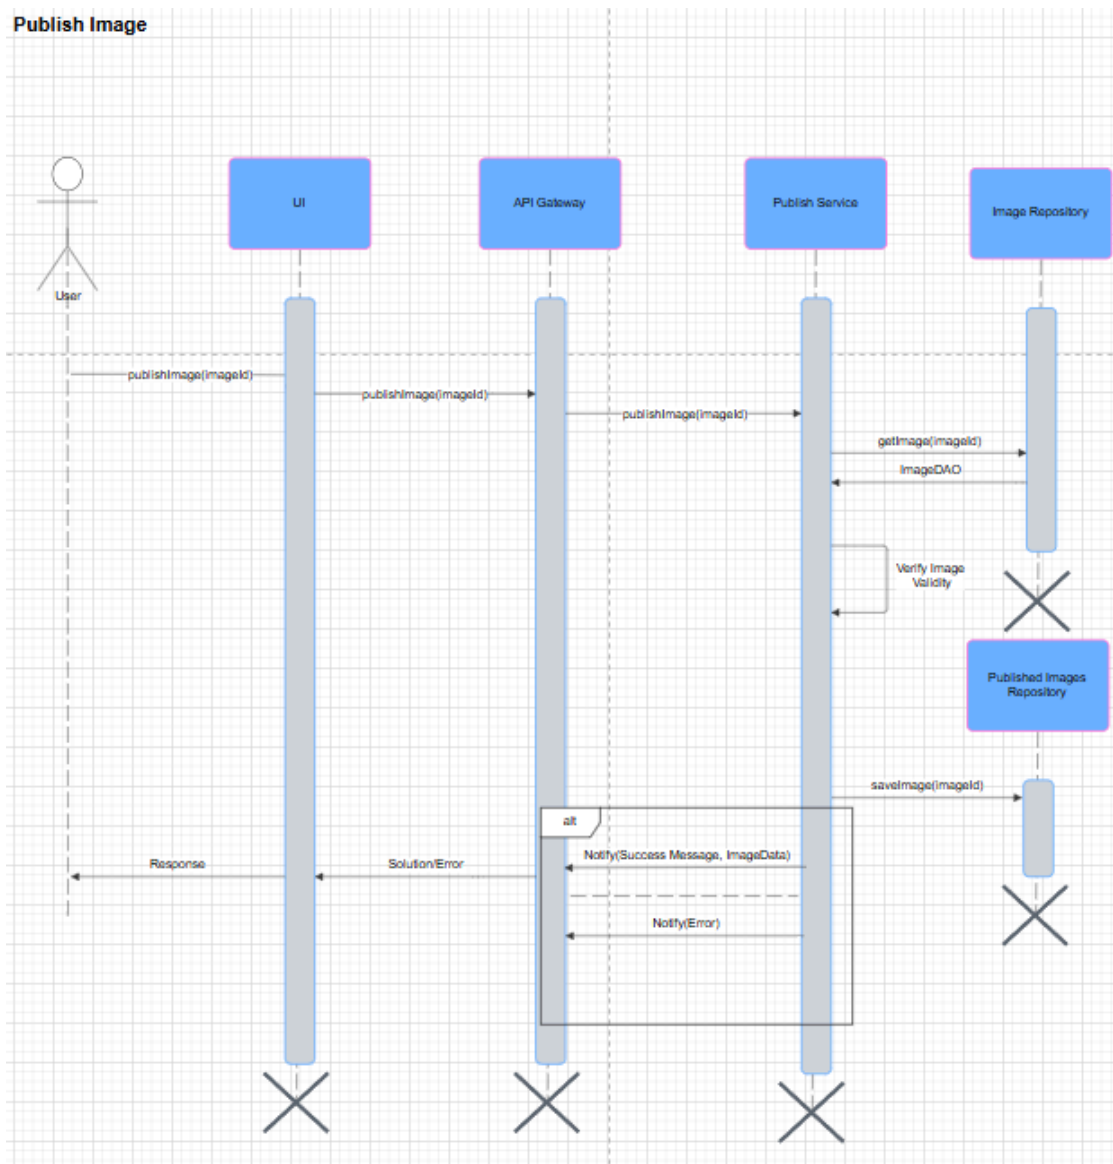 Publish Image
UI
API Gateway
Publish Service
Image Repository
User
publishImage(imageId)
publishImage(imageId)
publishImage(imageId)
getImage(imageId)
ImageDAO
Verify Image
Validity
Published Images
Repository
saveImage(imageId)
alt
Notify(Success Message, ImageData)
Response
Solution/Error
Notify(Error)